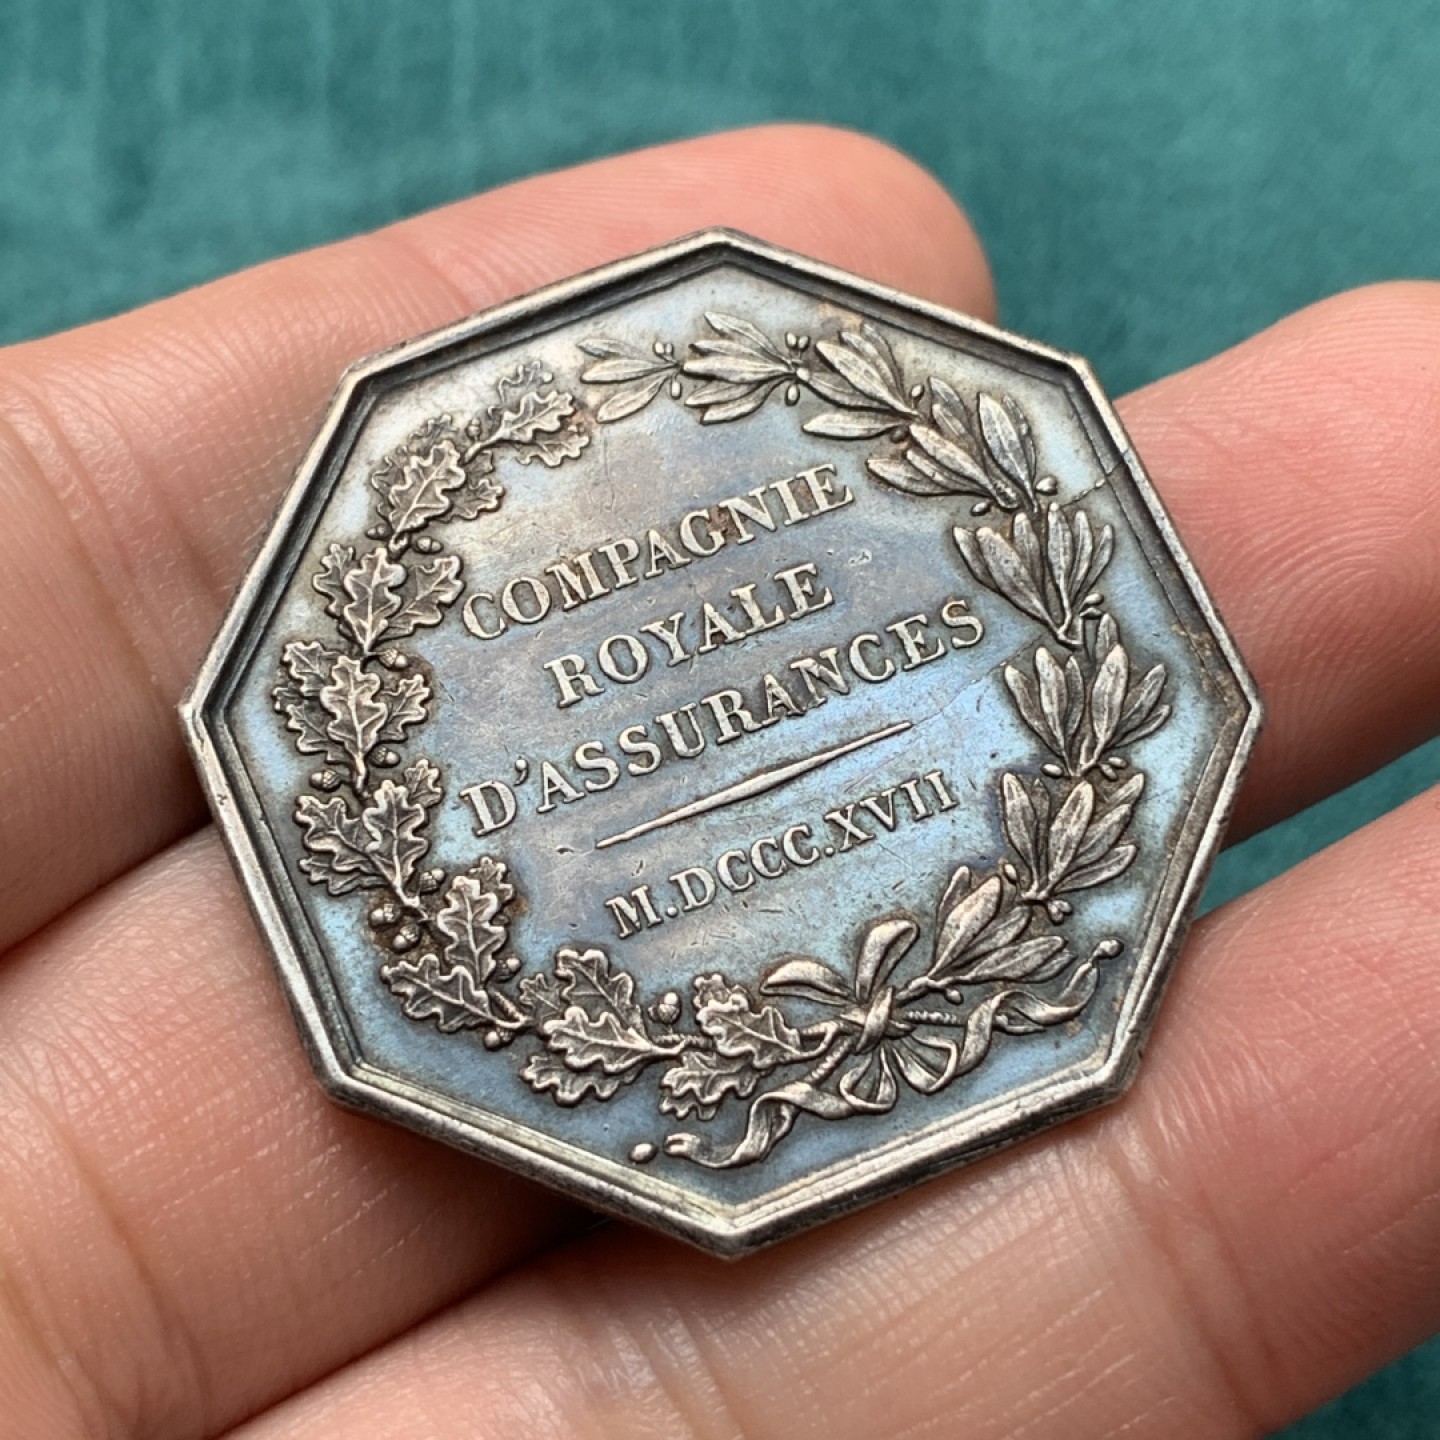 COMPAGNIE
ROYALE
D'ASSURANCES
M.DCCC.XVII